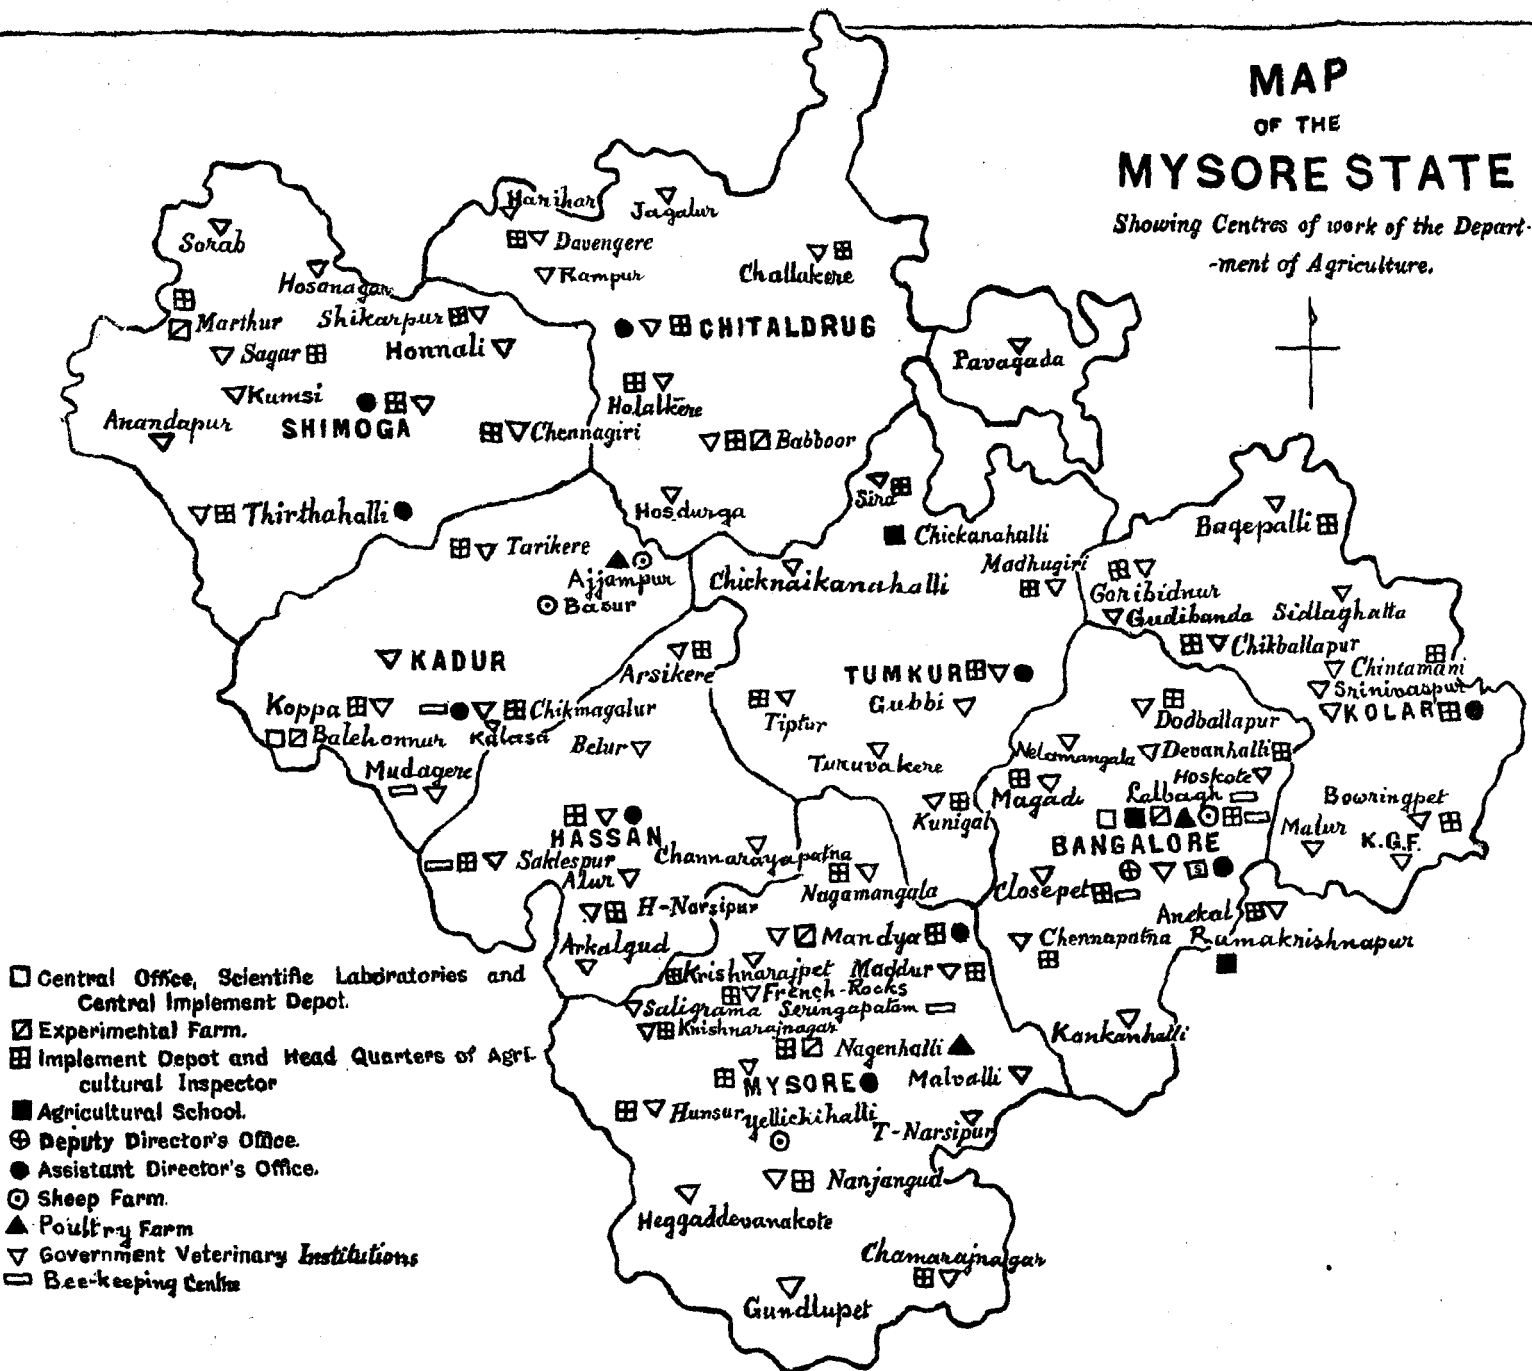 MAP
OF THE
MYSORE STATE
Showing Centres of work of the Depart-
-ment of Agriculture.
Harihar
Jagalur
Sorab
Davengere
Challakere
Rampur
Hosanagar
Marthur
Shikarpur
CHITALDRUG
Sagar
Honnali
Pavagada
Kumsi
Holalkere
Anandapur
SHIMOGA
Chennagiri
Babboor
Sira
Thirthahalli
Hosdurga
Bagepalli
Chickanahalli
Tarikere
Madhugiri
Ajjampur
Chicknaikanahalli
Goribidnur
Basur
Gudibanda
Sidlaghatta
Chikballapur
KADUR
Arsikere
TUMKUR
Chintamani
Srinivaspur
Koppa
Chikmagalur
Tiptur
Gubbi
Dodballapur
KOLAR
Balehonnur
Kalasa
Belur
Turuvakere
Nelamangala
Devanhalli
Mudagere
Hoskote
Magadi
Lalbagh
Bowringpet
Kunigal
HASSAN
Malur
BANGALORE
K.G.F.
Saklespur
Channarayapatna
Alur
Nagamangala
Closepet
H-Narsipur
Anekal
Arkalgud
Mandya
Chennapatna
Ramakrishnapur
Krishnarajpet
Maddur
French-Rocks
Saligrama
Seringapatam
Krishnarajnagar
Kankanhalli
Nagenhalli
MYSORE
Malvalli
Hunsur
Yellichihalli
T-Narsipur
Nanjangud
Heggaddevanakote
Chamarajnagar
Gundlupet
Central Office, Scientific Laboratories and
Central Implement Depot.
Experimental Farm.
Implement Depot and Head Quarters of Agri-
cultural Inspector
Agricultural School.
Deputy Director's Office.
Assistant Director's Office.
Sheep Farm.
Poultry Farm
Government Veterinary Institutions
Bee-keeping Centre
S